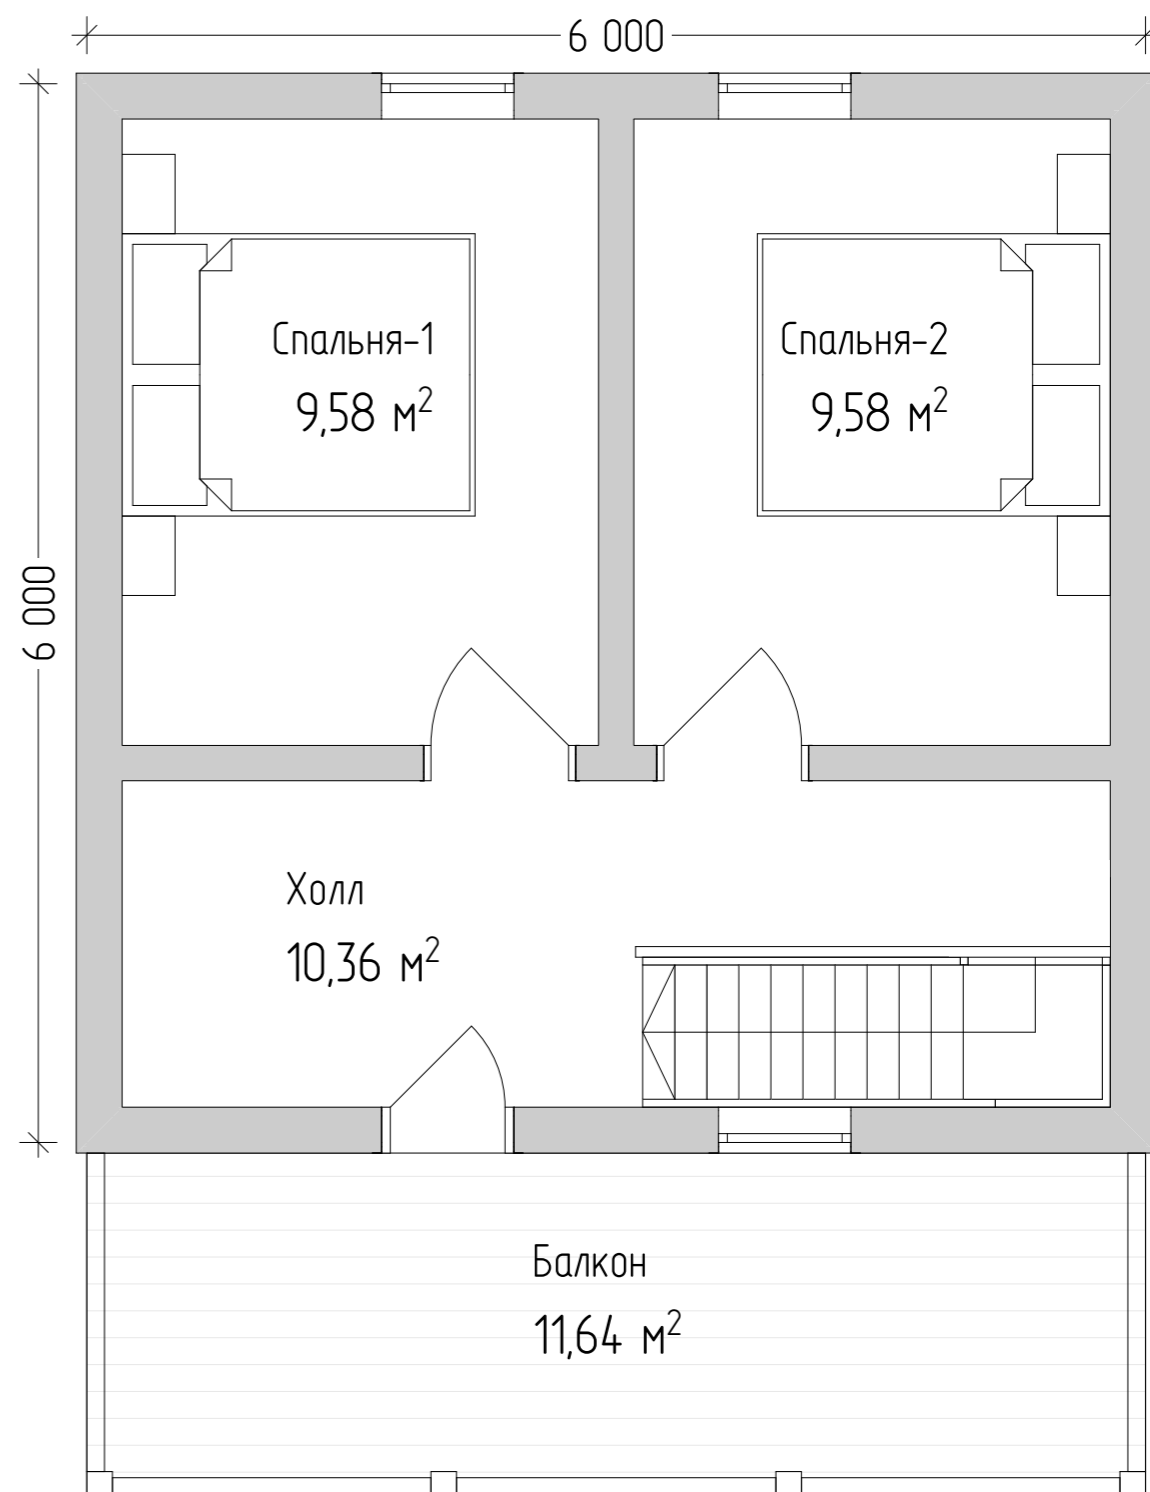 6 000
6 000
Спальня-1
9,58 м²
Спальня-2
9,58 м²
Холл
10,36 м²
Балкон
11,64 м²